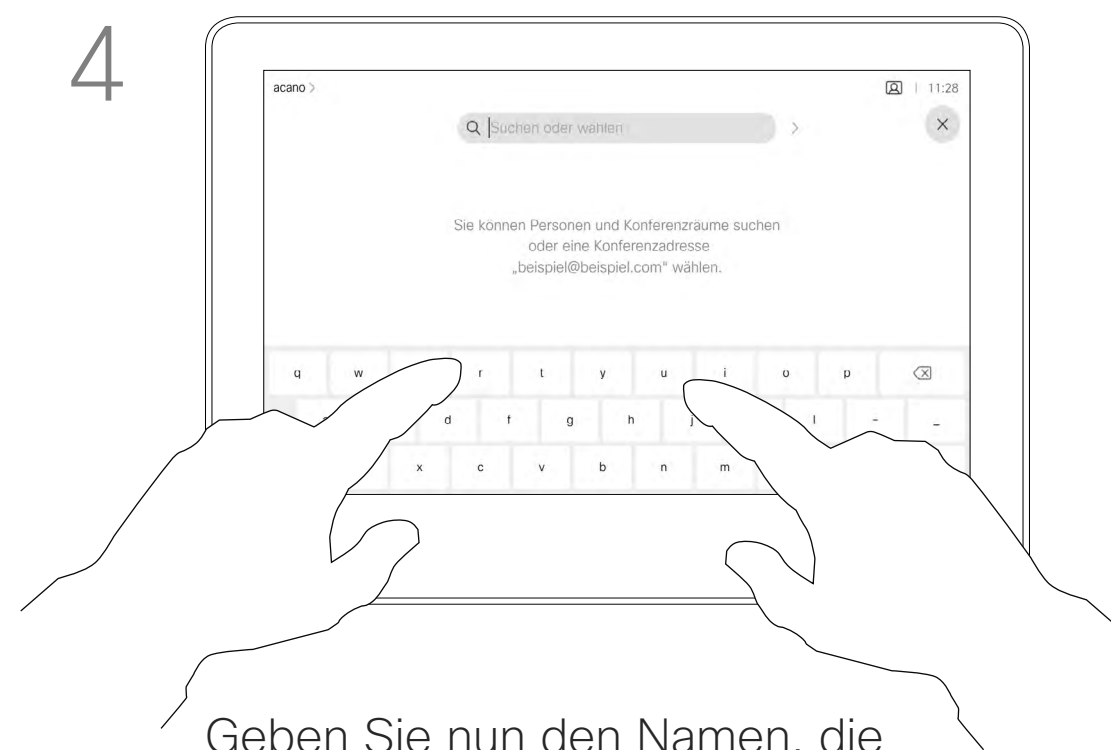 4
acano >
11:28
Suchen oder wählen
Sie können Personen und Konferenzräume suchen
oder eine Konferenzadresse
„beispiel@beispiel.com“ wählen.
q w r t y u i o p
d f g h j l - _
x c v b n m
Geben Sie nun den Namen, die